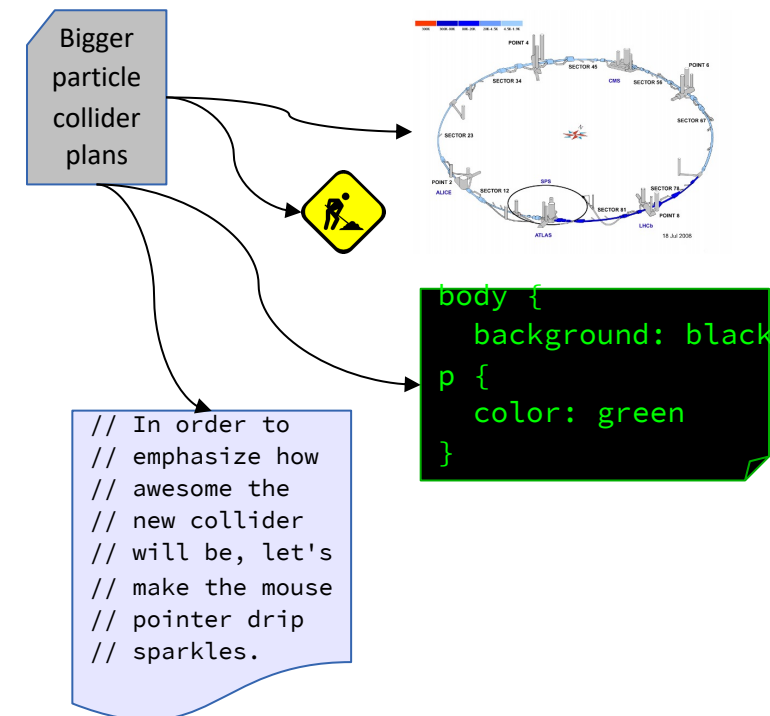 Bigger
particle
collider
plans
POINT 4
SECTOR 45
CMS
SECTOR 56
POINT 6
SECTOR 34
SECTOR 67
SECTOR 23
POINT 2
ALICE
SECTOR 12
SPS
SECTOR 78
SECTOR 81
POINT 8
LHCb
ATLAS
18 Jul 2008
body {
background: black
p {
color: green
}
// In order to
// emphasize how
// awesome the
// new collider
// will be, let's
// make the mouse
// pointer drip
// sparkles.